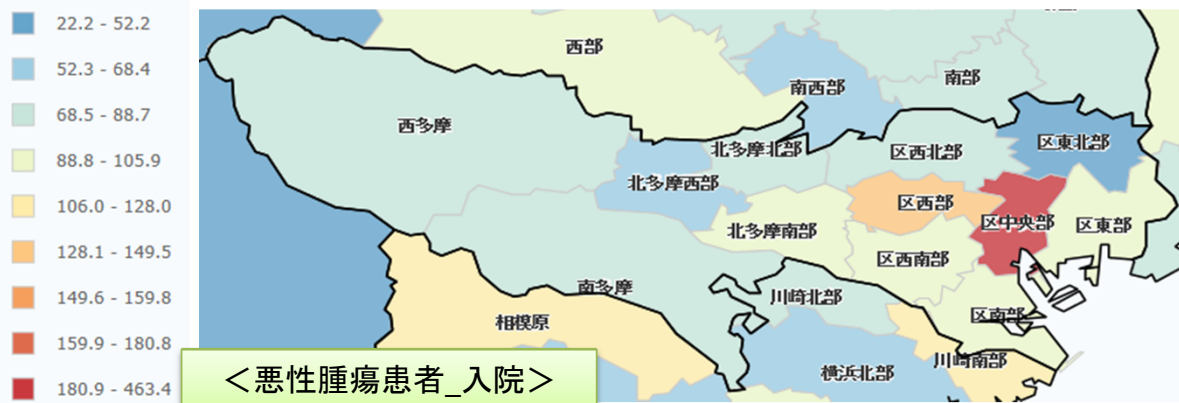 22.2 - 52.2
52.3 - 68.4
68.5 - 88.7
88.8 - 105.9
106.0 - 128.0
128.1 - 149.5
149.6 - 159.8
159.9 - 180.8
180.9 - 463.4
西部
南西部
南部
西多摩
北多摩北部
区西北部
区東北部
北多摩西部
区西部
区中央部
区東部
北多摩南部
区西南部
南多摩
川崎北部
区南部
相模原
川崎南部
横浜北部
＜悪性腫瘍患者_入院＞